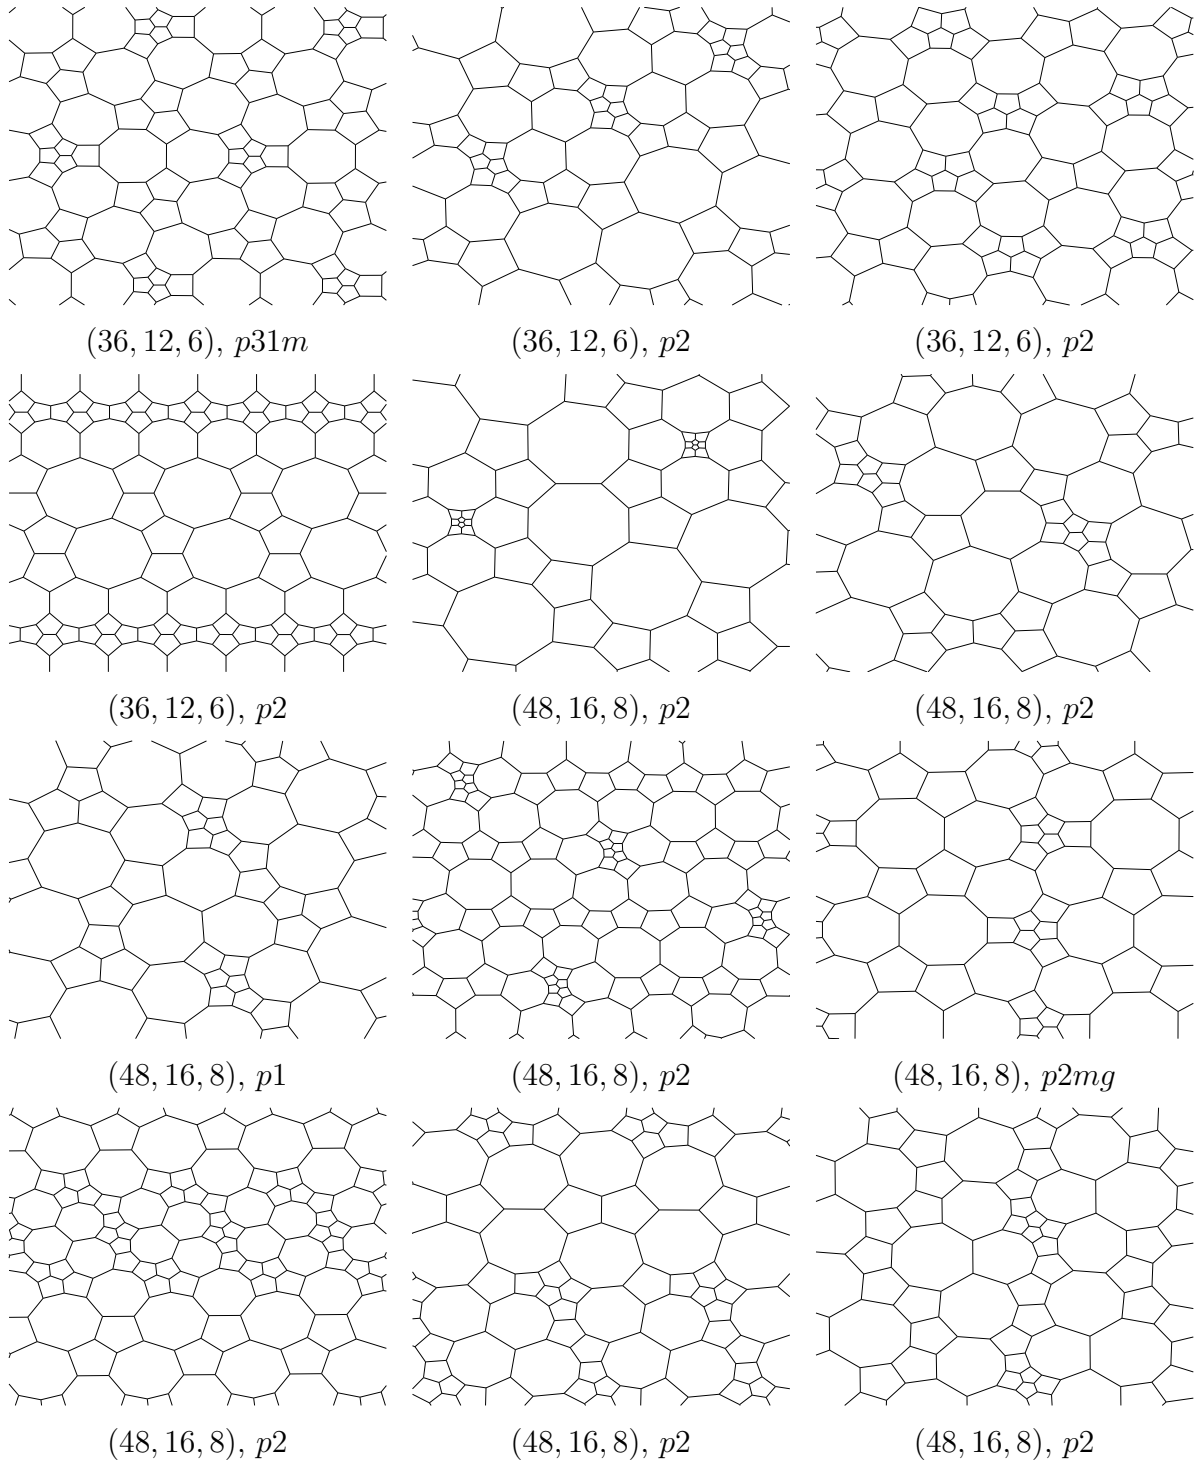 (36, 12, 6), p31m
(36, 12, 6), p2
(36, 12, 6), p2
(36, 12, 6), p2
(48, 16, 8), p2
(48, 16, 8), p2
(48, 16, 8), p1
(48, 16, 8), p2
(48, 16, 8), p2mg
(48, 16, 8), p2
(48, 16, 8), p2
(48, 16, 8), p2